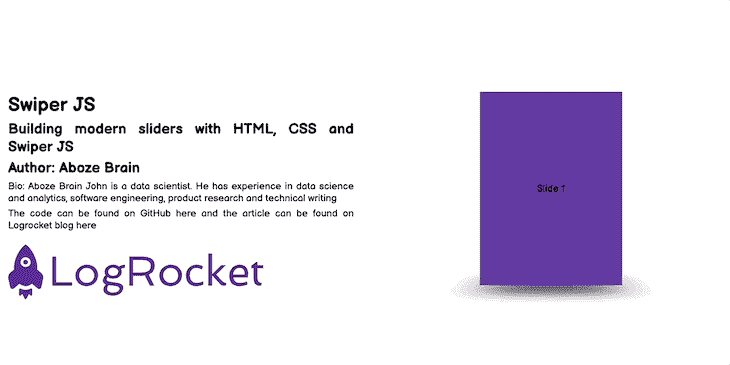 Swiper JS
Building modern sliders with HTML, CSS and
Swiper JS
Author: Aboze Brain
Bio: Aboze Brain John is a data scientist. He has experience in data science
and analytics, software engineering, product research and technical writing
The code can be found on GitHub here and the article can be found on
Logrocket blog here
LogRocket
Slide 1